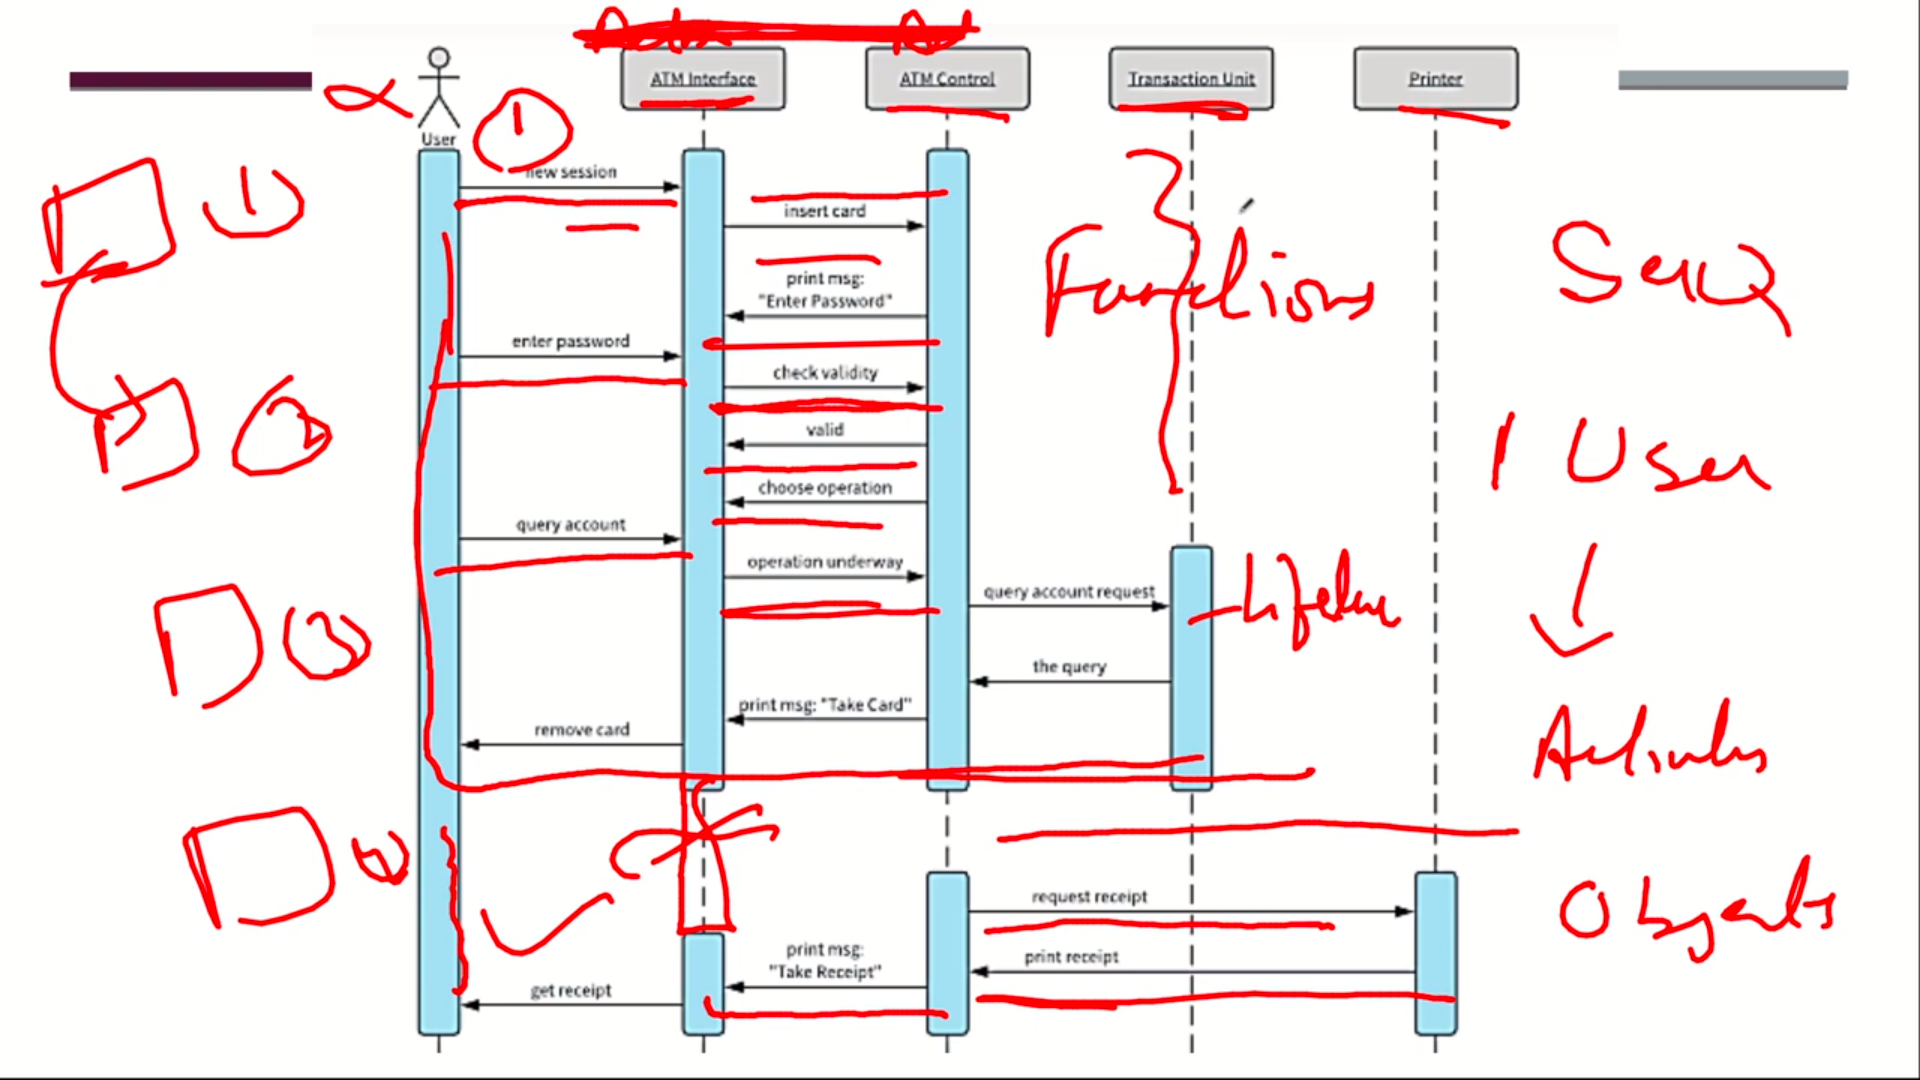 ATM Interface
ATM Control
Transaction Unit
Printer
User
1
new session
1
insert card
Functions
SeqQ
print msg:
"Enter Password"
enter password
check validity
2
valid
1 User
choose operation
query account
operation underway
query account request
3
the query
print msg: "Take Card"
remove card
4
request receipt
Objects
print msg:
"Take Receipt"
print receipt
get receipt